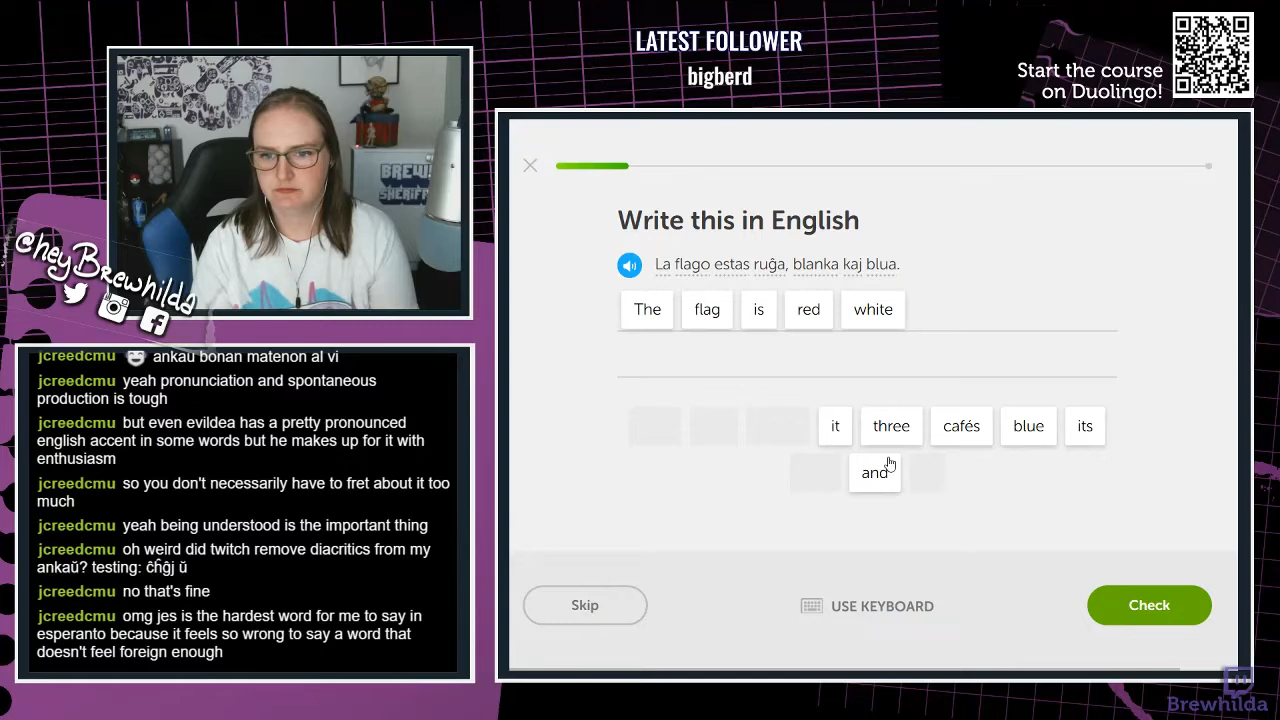 LATEST FOLLOWER
bigberd
Start the course
on Duolingo!
BREW!
SHERIFF
@heyBrewhilda
jcreedcmu ankaŭ bonan matenon al vi
jcreedcmu yeah pronunciation and spontaneous
production is tough
jcreedcmu but even evildea has a pretty pronounced
english accent in some words but he makes up for it with
enthusiasm
jcreedcmu so you don't necessarily have to fret about it too
much
jcreedcmu yeah being understood is the important thing
jcreedcmu oh weird did twitch remove diacritics from my
ankaŭ? testing: ĉĥĝj ŭ
jcreedcmu no that's fine
jcreedcmu omg jes is the hardest word for me to say in
esperanto because it feels so wrong to say a word that
doesn't feel foreign enough
Write this in English
La flago estas ruĝa, blanka kaj blua.
The flag is red white
it three cafés blue its
and
Skip
USE KEYBOARD
Check
Brewhilda